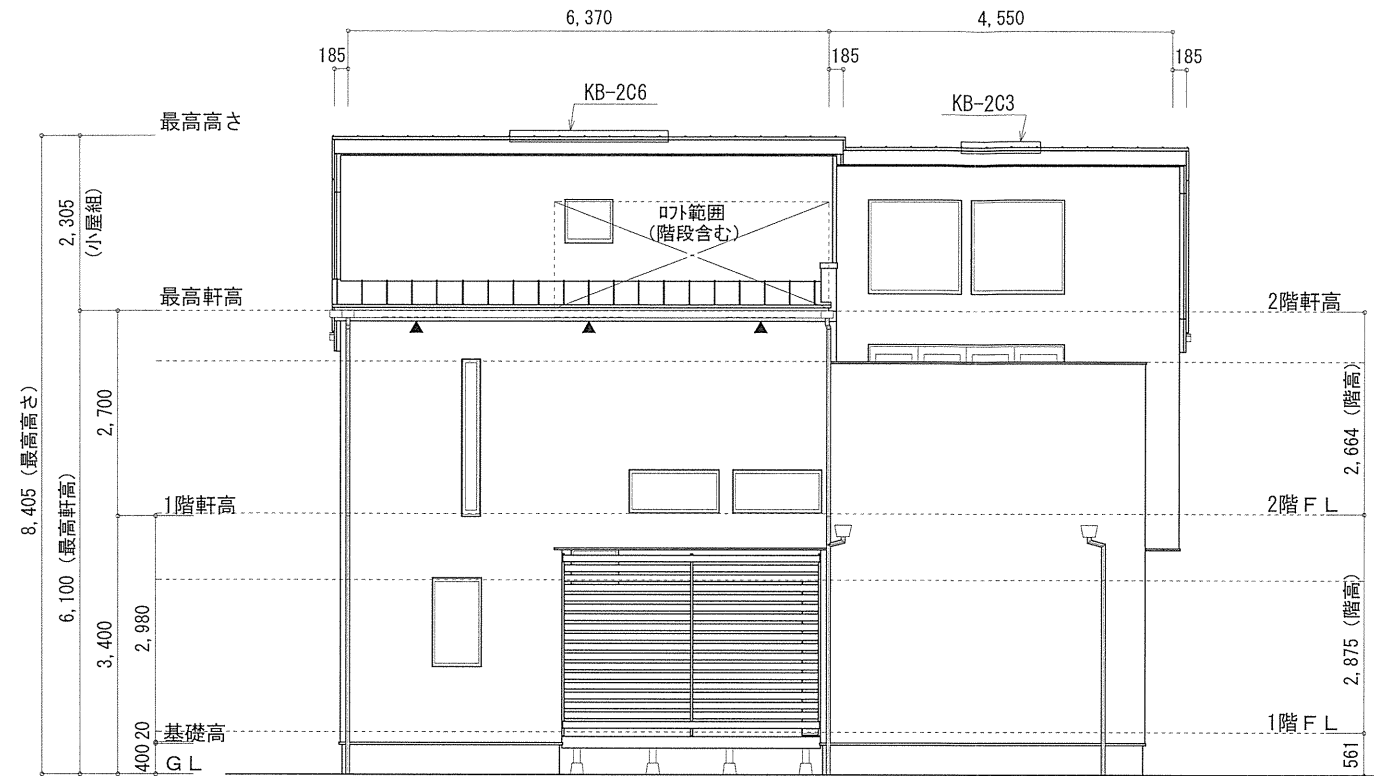 6,370
4,550
185
185
185
KB-2C6
KB-2C3
最高高さ
2,305
(小屋組)
ロフト範囲
(階段含む)
最高軒高
2階軒高
8,405 (最高高さ)
6,100 (最高軒高)
2,700
2,664 (階高)
1階軒高
2階FL
3,400
2,980
2,875 (階高)
20
基礎高
1階FL
400
GL
561